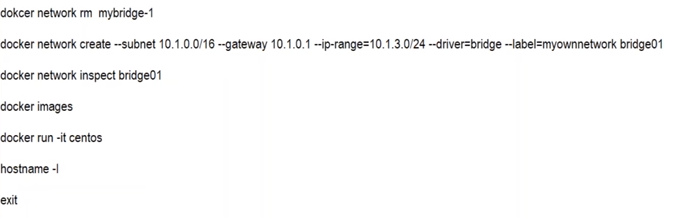 dokcer network rm mybridge-1
docker network create --subnet 10.1.0.0/16 --gateway 10.1.0.1 --ip-range=10.1.3.0/24 --driver=bridge --label=myownnetwork bridge01
docker network inspect bridge01
docker images
docker run -it centos
hostname -I
exit